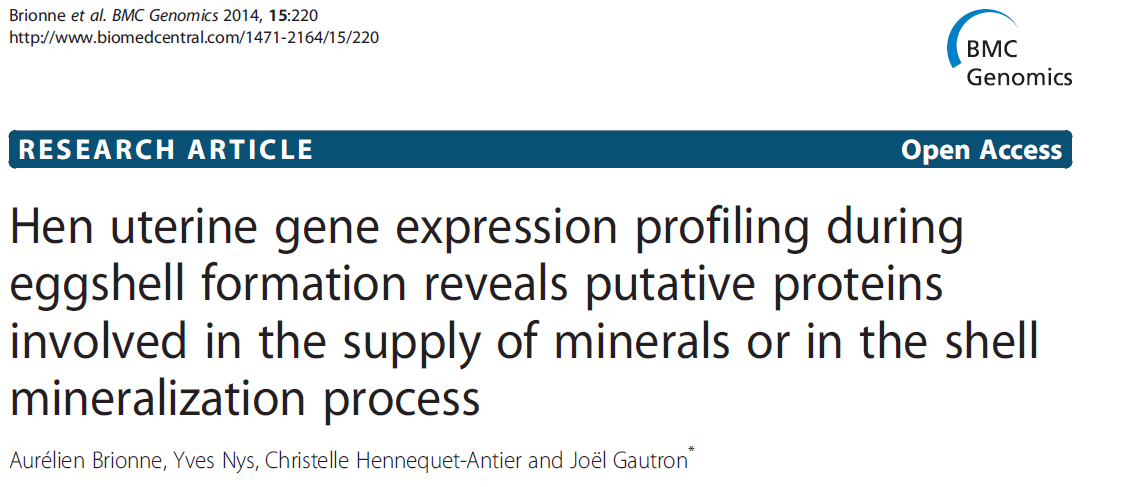 Brionne et al. BMC Genomics 2014, 15:220
http://www.biomedcentral.com/1471-2164/15/220
BMC
Genomics
RESEARCH ARTICLE Open Access
Hen uterine gene expression profiling during
eggshell formation reveals putative proteins
involved in the supply of minerals or in the shell
mineralization process
Aurélien Brionne, Yves Nys, Christelle Hennequet-Antier and Joël Gautron*